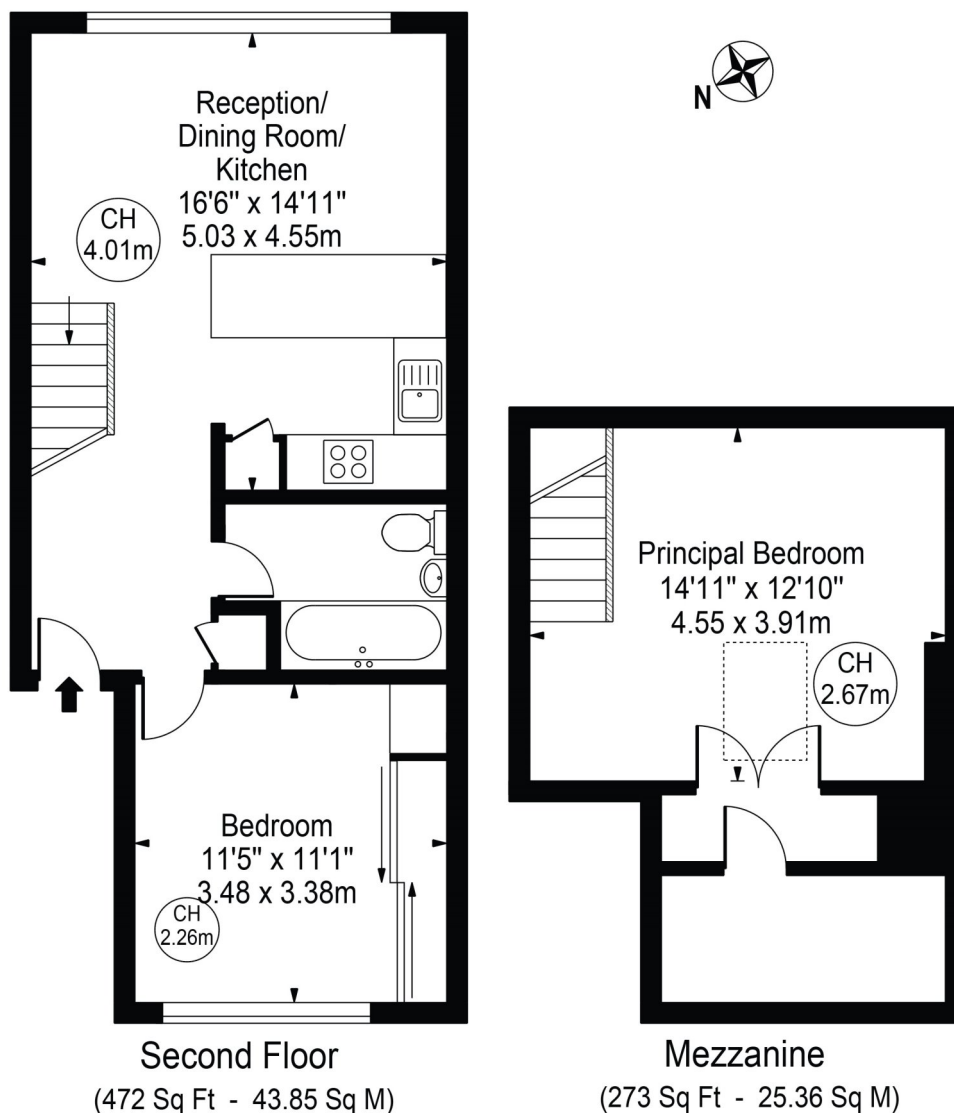 Reception/
Dining Room/
Kitchen
16'6" x 14'11"
5.03 x 4.55m
CH
4.01m
N
Principal Bedroom
14'11" x 12'10"
4.55 x 3.91m
CH
2.67m
Bedroom
11'5" x 11'1"
3.48 x 3.38m
CH
2.26m
Second Floor
(472 Sq Ft - 43.85 Sq M)
Mezzanine
(273 Sq Ft - 25.36 Sq M)